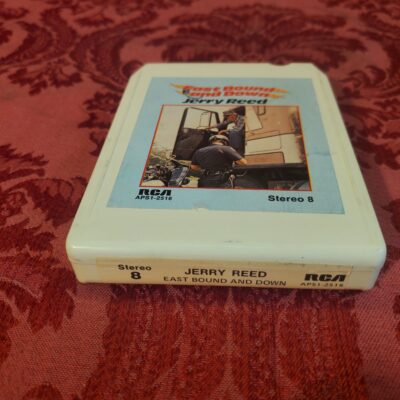 East Bound
and Down
Jerry Reed
RCA
APS1-2516
Stereo 8
Stereo
8
JERRY REED
EAST BOUND AND DOWN
RCA
APS1-2516